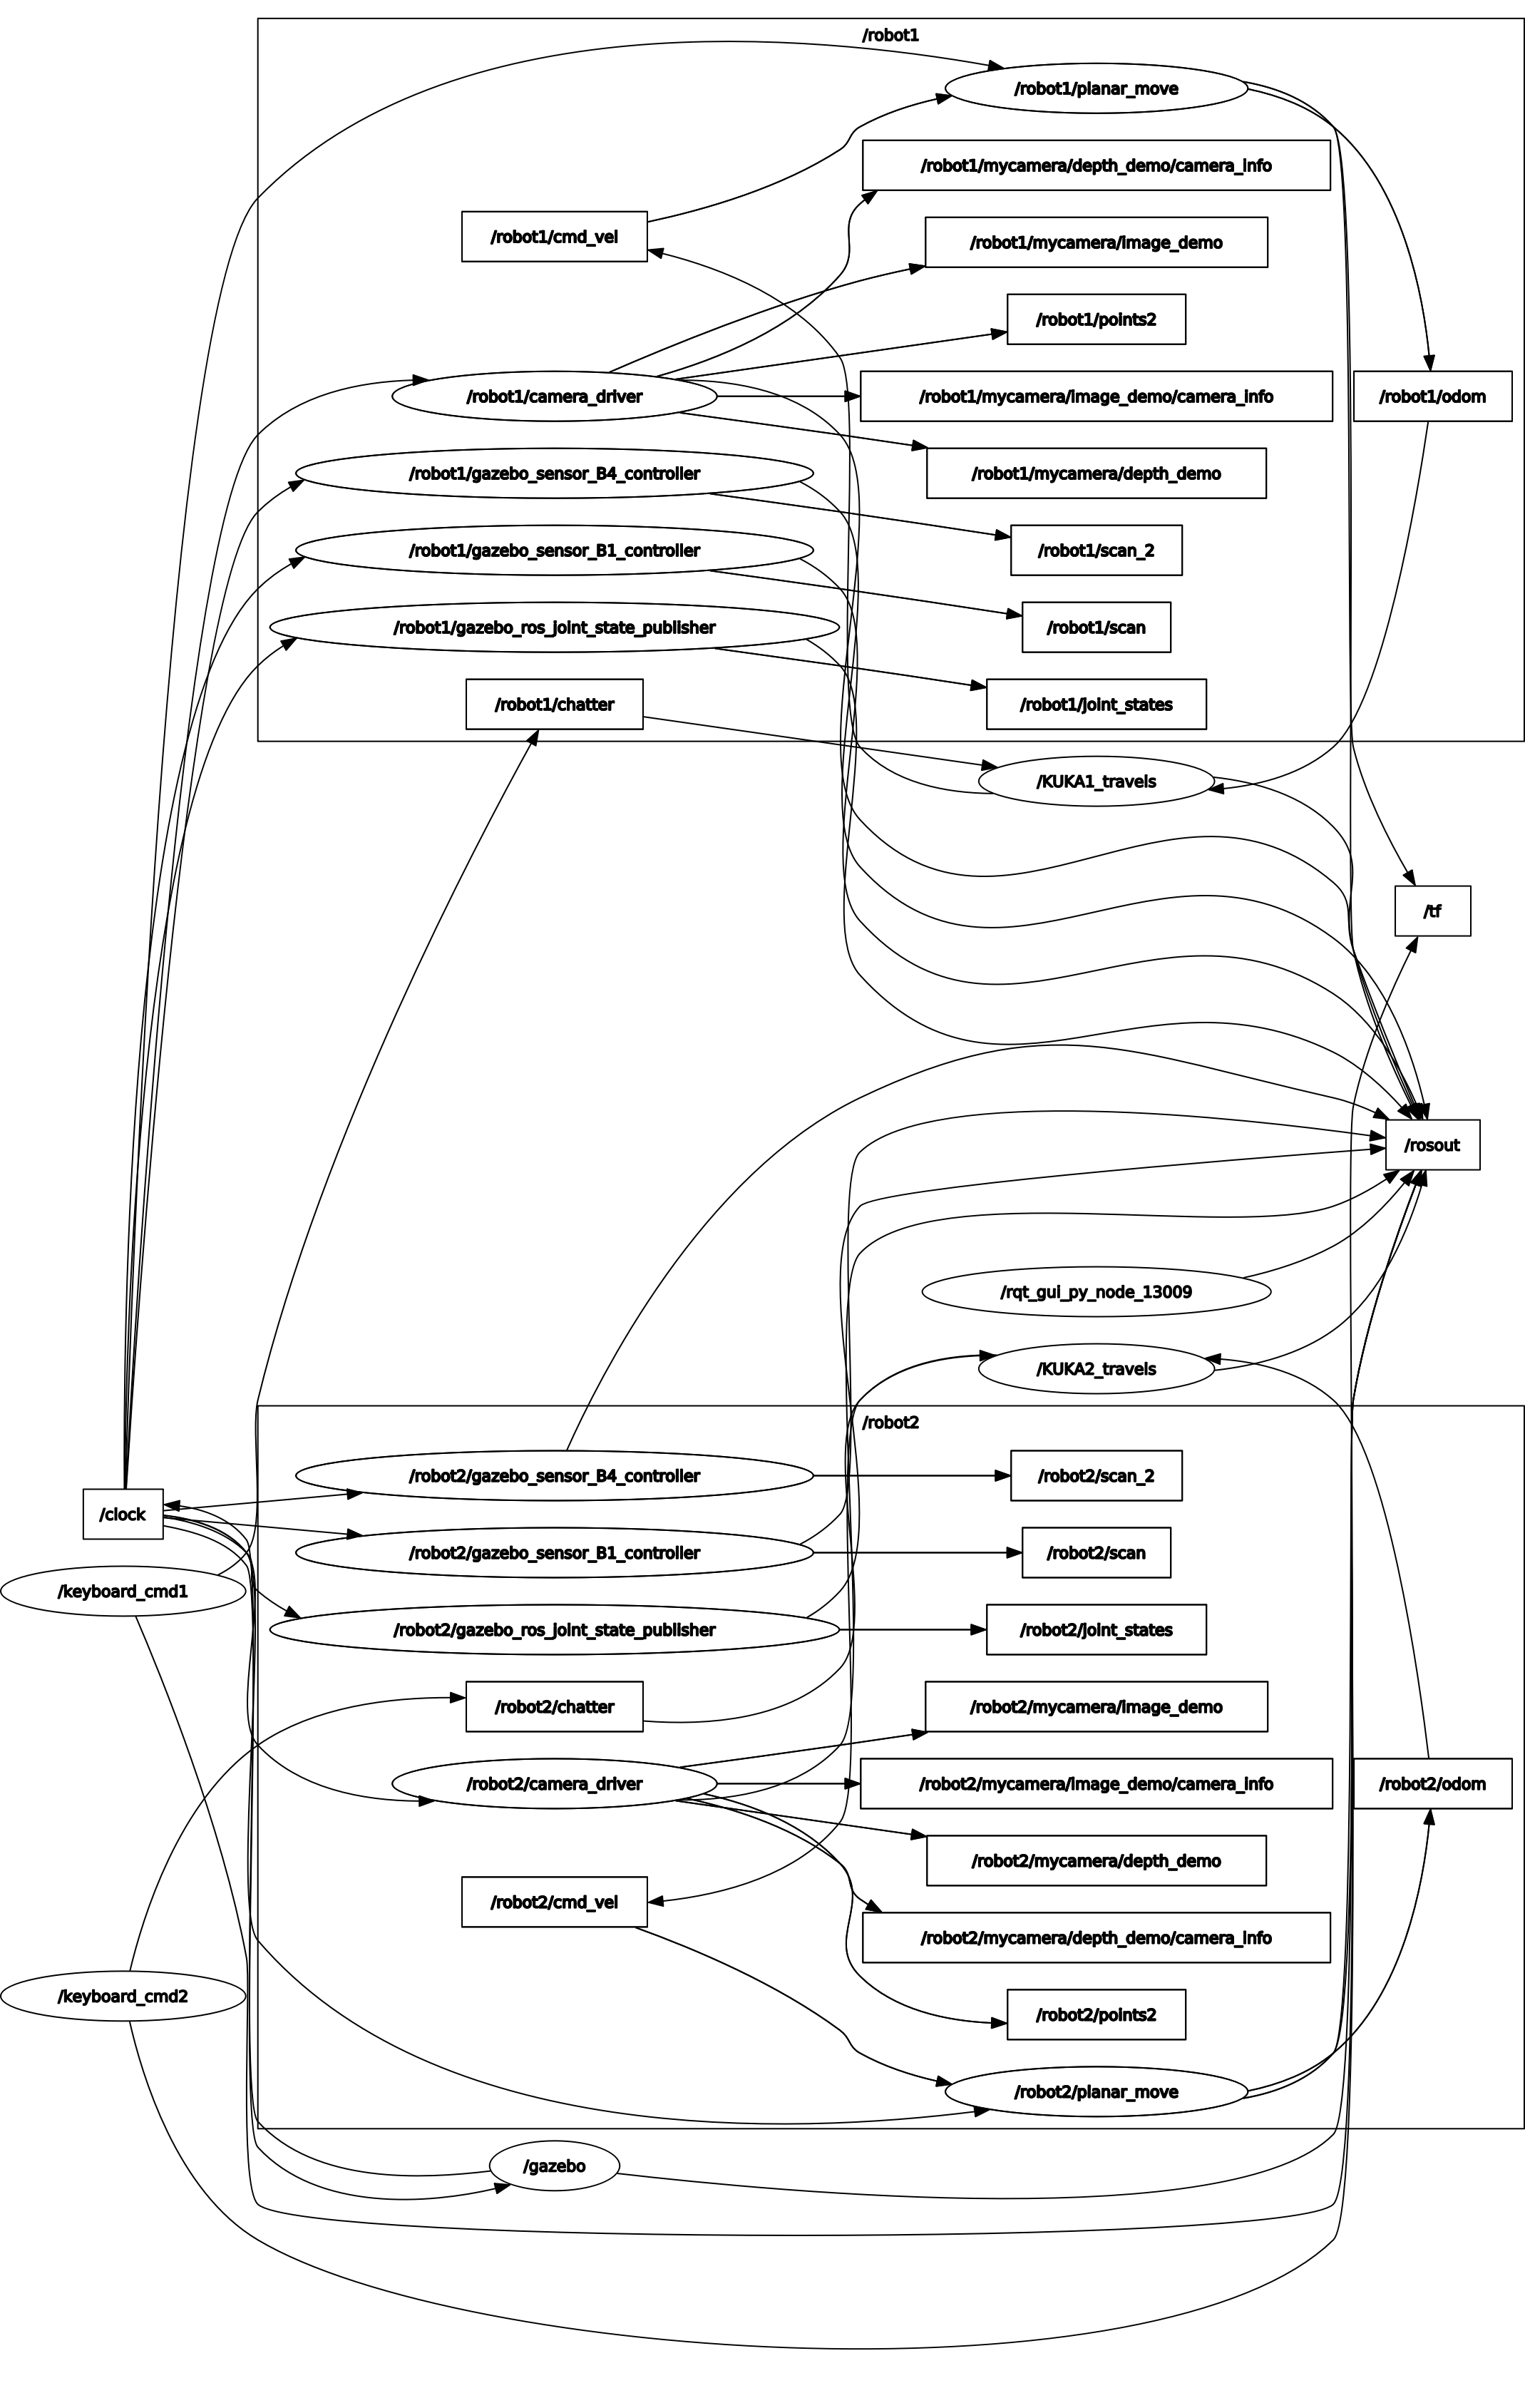 /robot1
/robot1/planar_move
/robot1/mycamera/depth_demo/camera_info
/robot1/cmd_vel
/robot1/mycamera/image_demo
/robot1/points2
/robot1/camera_driver
/robot1/mycamera/image_demo/camera_info
/robot1/odom
/robot1/gazebo_sensor_B4_controller
/robot1/mycamera/depth_demo
/robot1/gazebo_sensor_B1_controller
/robot1/scan_2
/robot1/gazebo_ros_joint_state_publisher
/robot1/scan
/robot1/chatter
/robot1/joint_states
/KUKA1_travels
/tf
/rosout
/rqt_gui_py_node_13009
/KUKA2_travels
/robot2
/robot2/gazebo_sensor_B4_controller
/robot2/scan_2
/clock
/robot2/gazebo_sensor_B1_controller
/robot2/scan
/keyboard_cmd1
/robot2/gazebo_ros_joint_state_publisher
/robot2/joint_states
/robot2/chatter
/robot2/mycamera/image_demo
/robot2/camera_driver
/robot2/mycamera/image_demo/camera_info
/robot2/odom
/robot2/mycamera/depth_demo
/robot2/cmd_vel
/robot2/mycamera/depth_demo/camera_info
/keyboard_cmd2
/robot2/points2
/robot2/planar_move
/gazebo